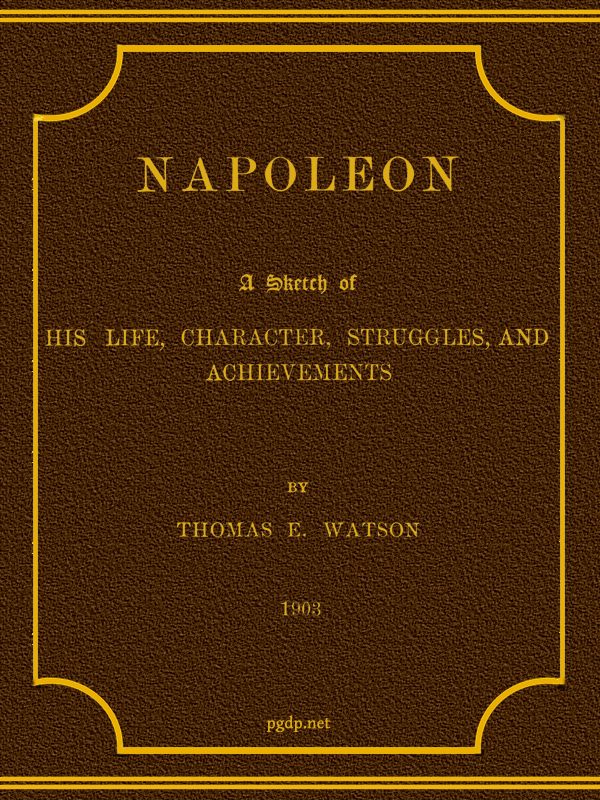 NAPOLEON
A Sketch of
HIS LIFE, CHARACTER, STRUGGLES, AND
ACHIEVEMENTS
BY
THOMAS E. WATSON
1903
pgdp.net